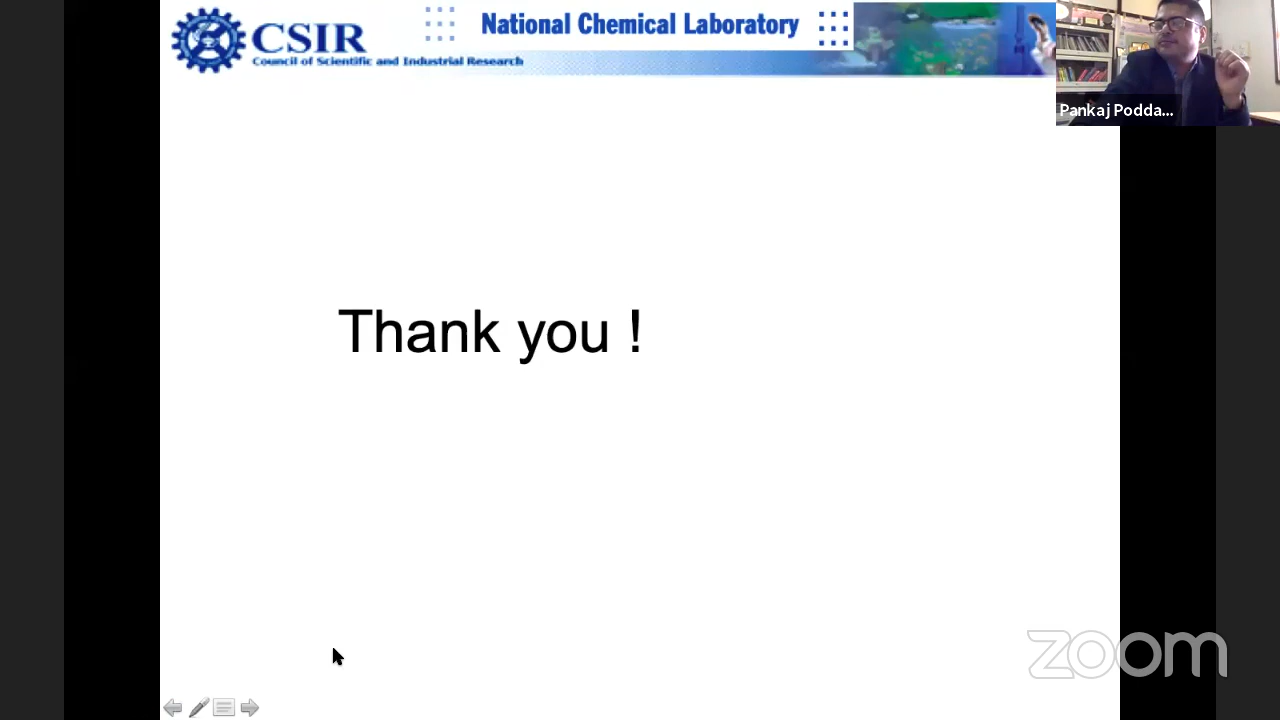 CSIR
Council of Scientific and Industrial Research
National Chemical Laboratory
Pankaj Podda...
Thank you !
zoom